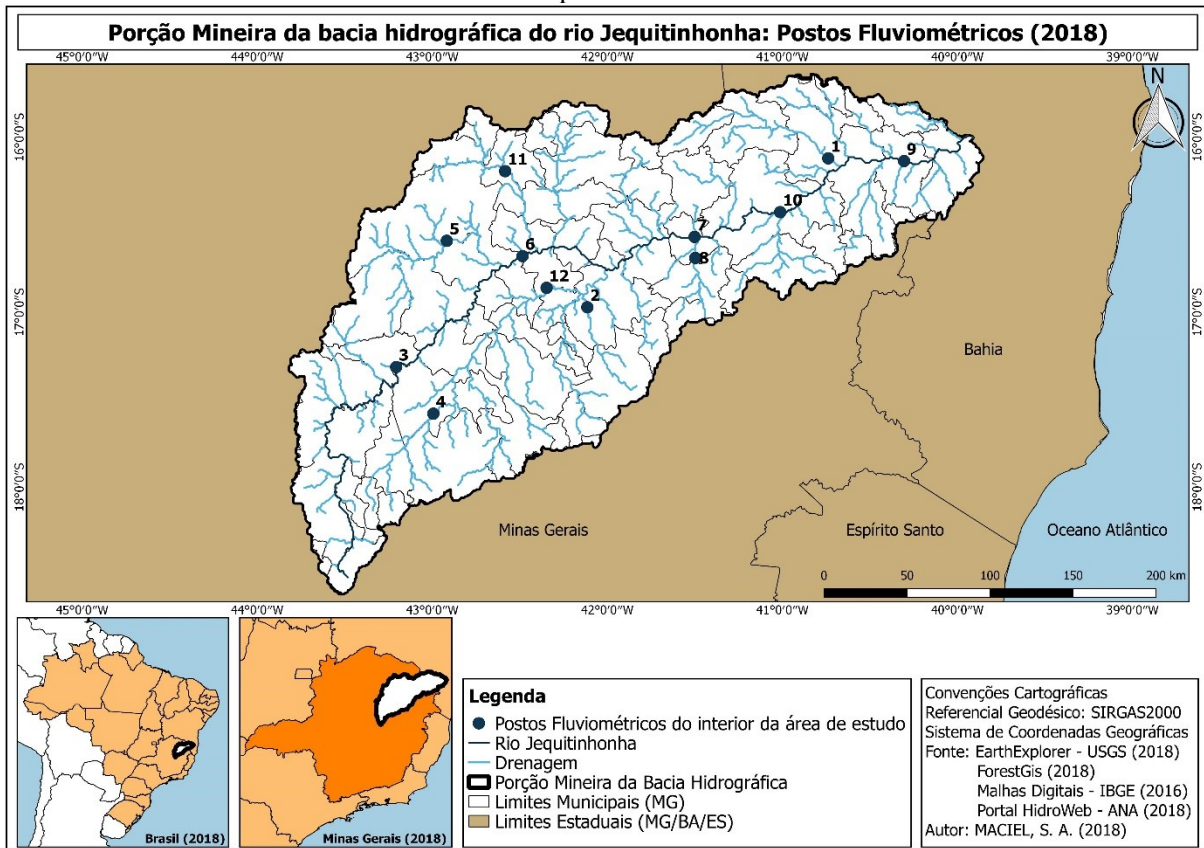 Porção Mineira da bacia hidrográfica do rio Jequitinhonha: Postos Fluviométricos (2018)
45°0'0"W 44°0'0"W 43°0'0"W 42°0'0"W 41°0'0"W 40°0'0"W 39°0'0"W
N
16°0'0"S 16°0'0"S
1
9
11
10
7
5
6
8
12
2
17°0'0"S 17°0'0"S
3
Bahia
4
18°0'0"S 18°0'0"S
Minas Gerais
Espírito Santo
Oceano Atlântico
0 50 100 150 200 km
45°0'0"W 44°0'0"W 43°0'0"W 42°0'0"W 41°0'0"W 40°0'0"W 39°0'0"W
Brasil (2018)
Minas Gerais (2018)
Legenda
Postos Fluviométricos do interior da área de estudo
Rio Jequitinhonha
Drenagem
Porção Mineira da Bacia Hidrográfica
Limites Municipais (MG)
Limites Estaduais (MG/BA/ES)
Convenções Cartográficas
Referencial Geodésico: SIRGAS2000
Sistema de Coordenadas Geográficas
Fonte: EarthExplorer - USGS (2018)
ForestGis (2018)
Malhas Digitais - IBGE (2016)
Portal HidroWeb - ANA (2018)
Autor: MACIEL, S. A. (2018)